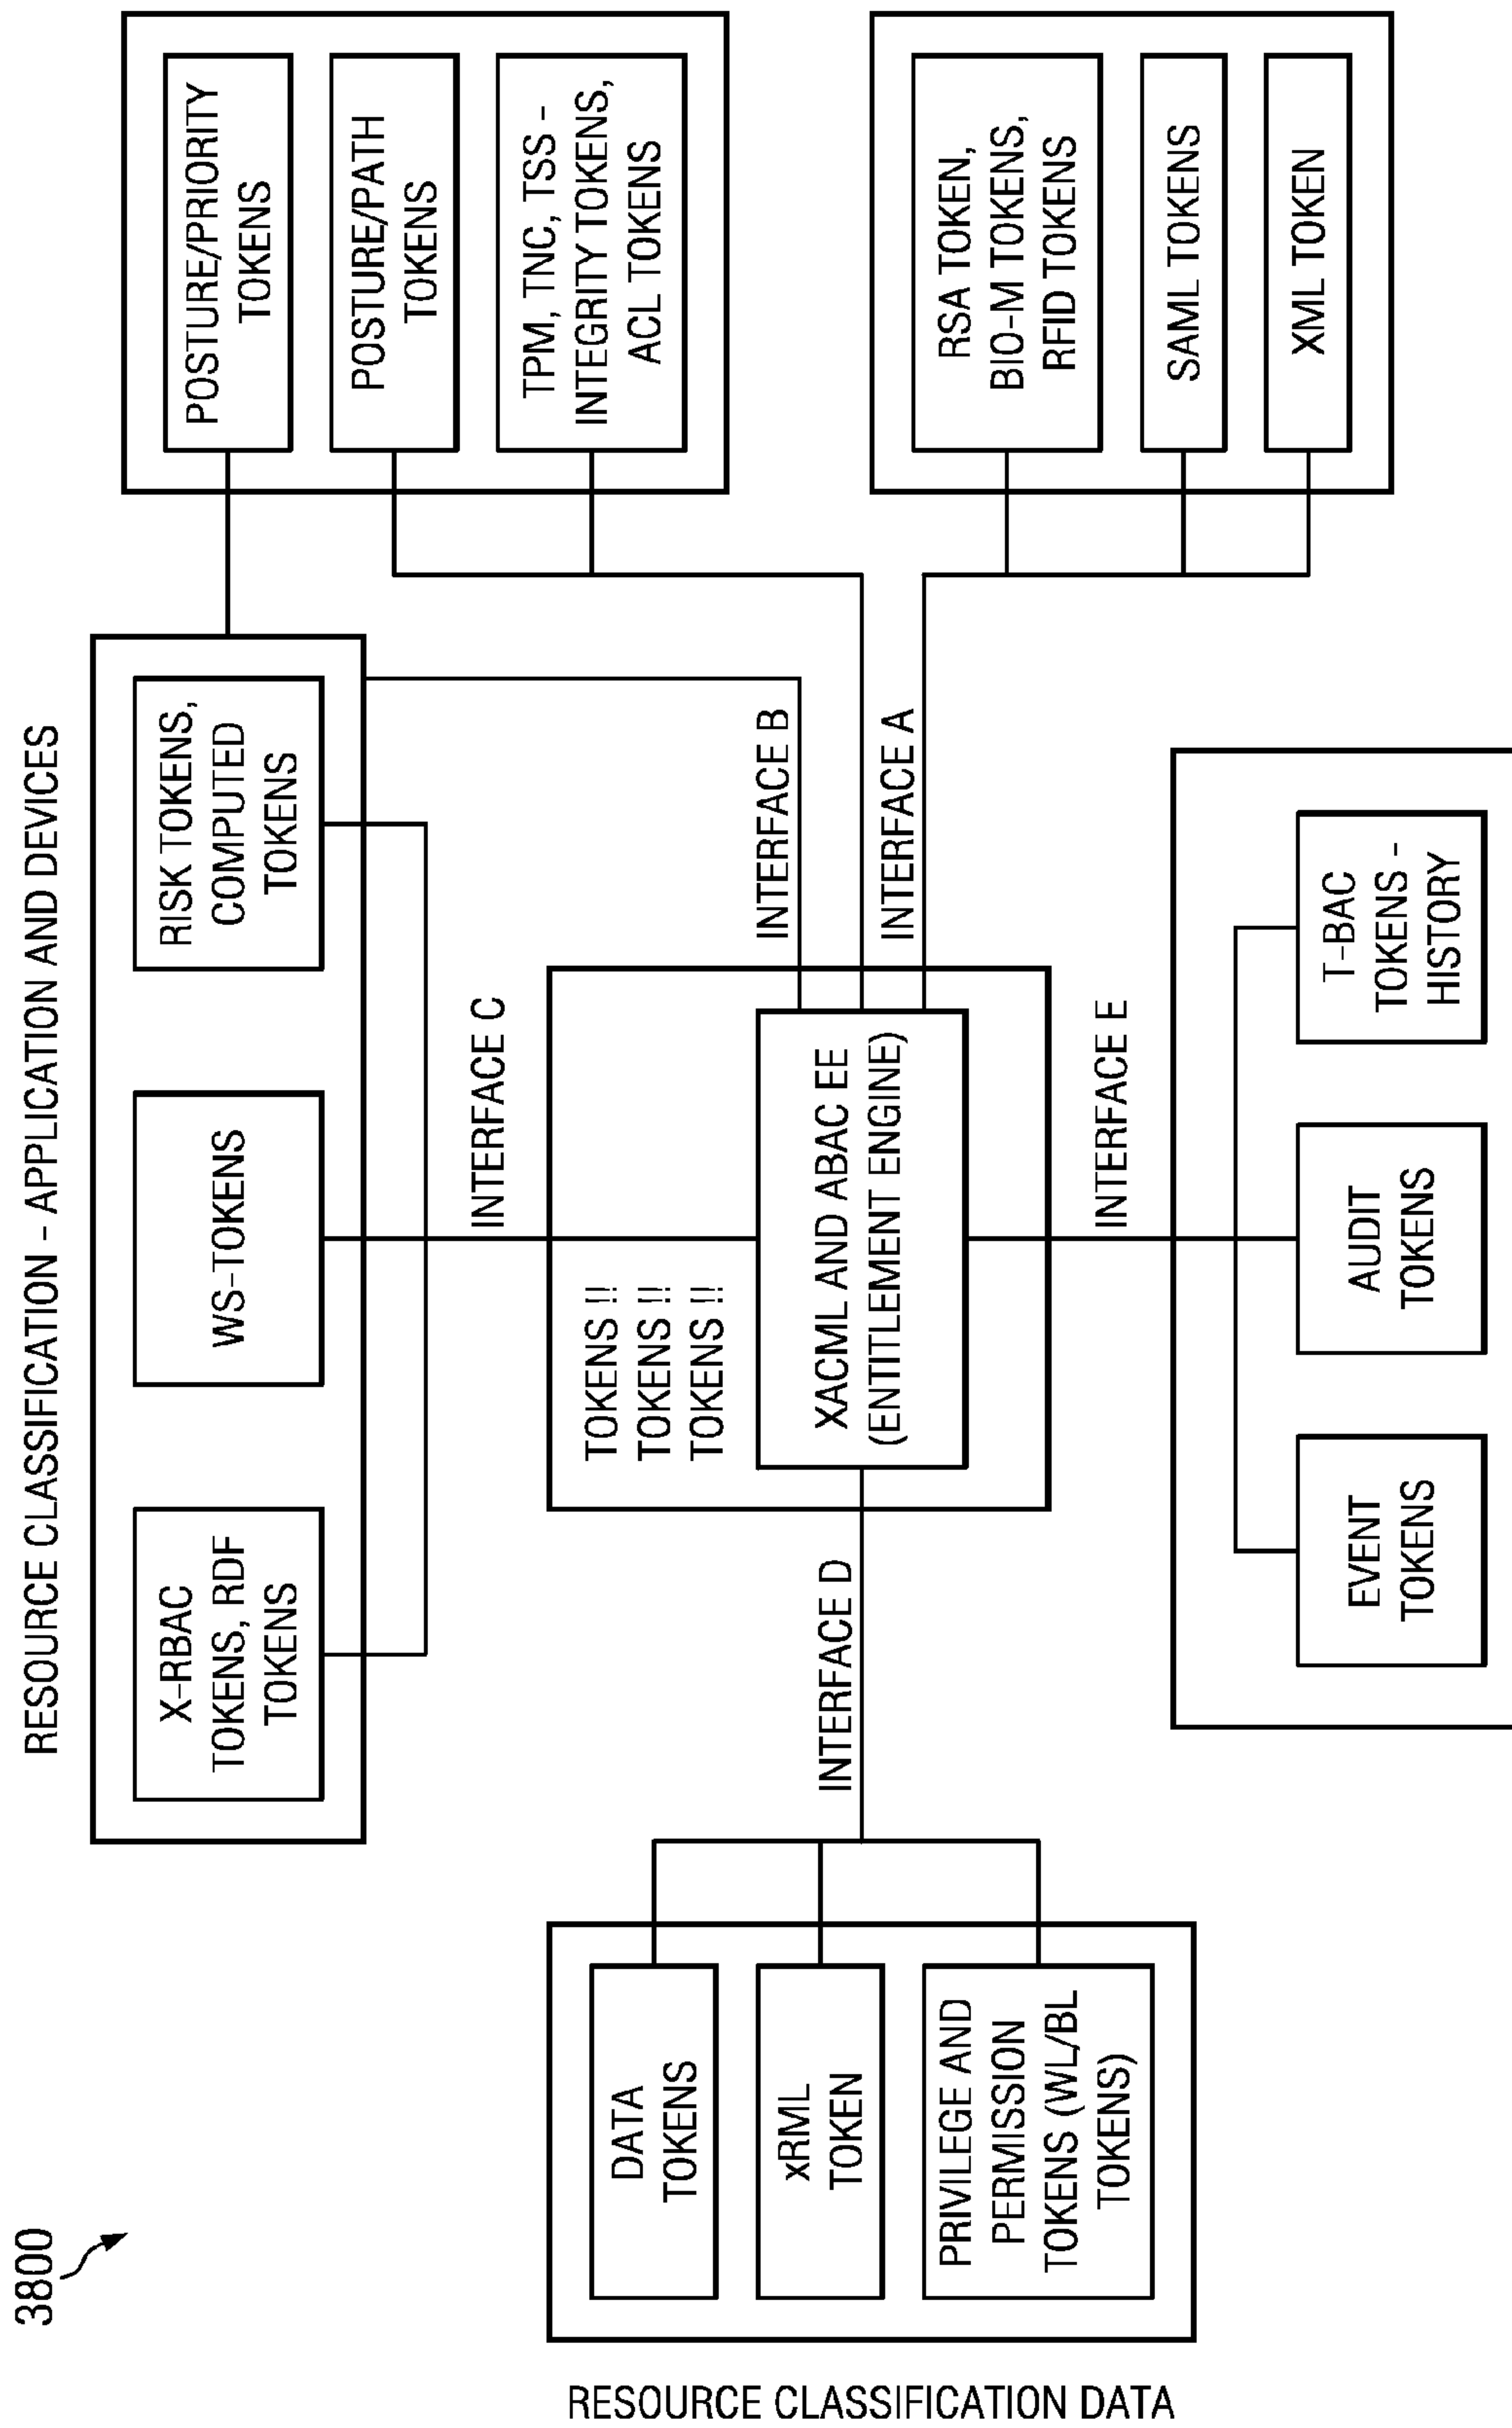 3800
RESOURCE CLASSIFICATION - APPLICATION AND DEVICES
X-RBAC
TOKENS, RDF
TOKENS
WS-TOKENS
RISK TOKENS,
COMPUTED
TOKENS
POSTURE/PRIORITY
TOKENS
POSTURE/PATH
TOKENS
TPM, TNC, TSS -
INTEGRITY TOKENS,
ACL TOKENS
INTERFACE C
INTERFACE B
INTERFACE A
TOKENS !!
TOKENS !!
TOKENS !!
XACML AND ABAC EE
(ENTITLEMENT ENGINE)
INTERFACE D
INTERFACE E
DATA
TOKENS
xRML
TOKEN
PRIVILEGE AND
PERMISSION
TOKENS (WL/BL
TOKENS)
RESOURCE CLASSIFICATION DATA
RSA TOKEN,
BIO-M TOKENS,
RFID TOKENS
SAML TOKENS
XML TOKEN
EVENT
TOKENS
AUDIT
TOKENS
T-BAC
TOKENS -
HISTORY